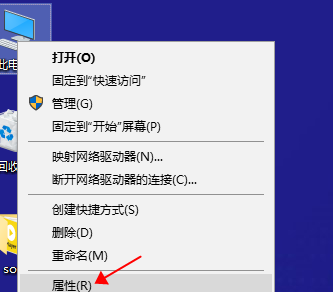 打开(O)
此电
固定到“快速访问”
管理(G)
固定到“开始”屏幕(P)
回收
映射网络驱动器(N)...
断开网络驱动器的连接(C)...
创建快捷方式(S)
删除(D)
重命名(M)
so
属性(R)